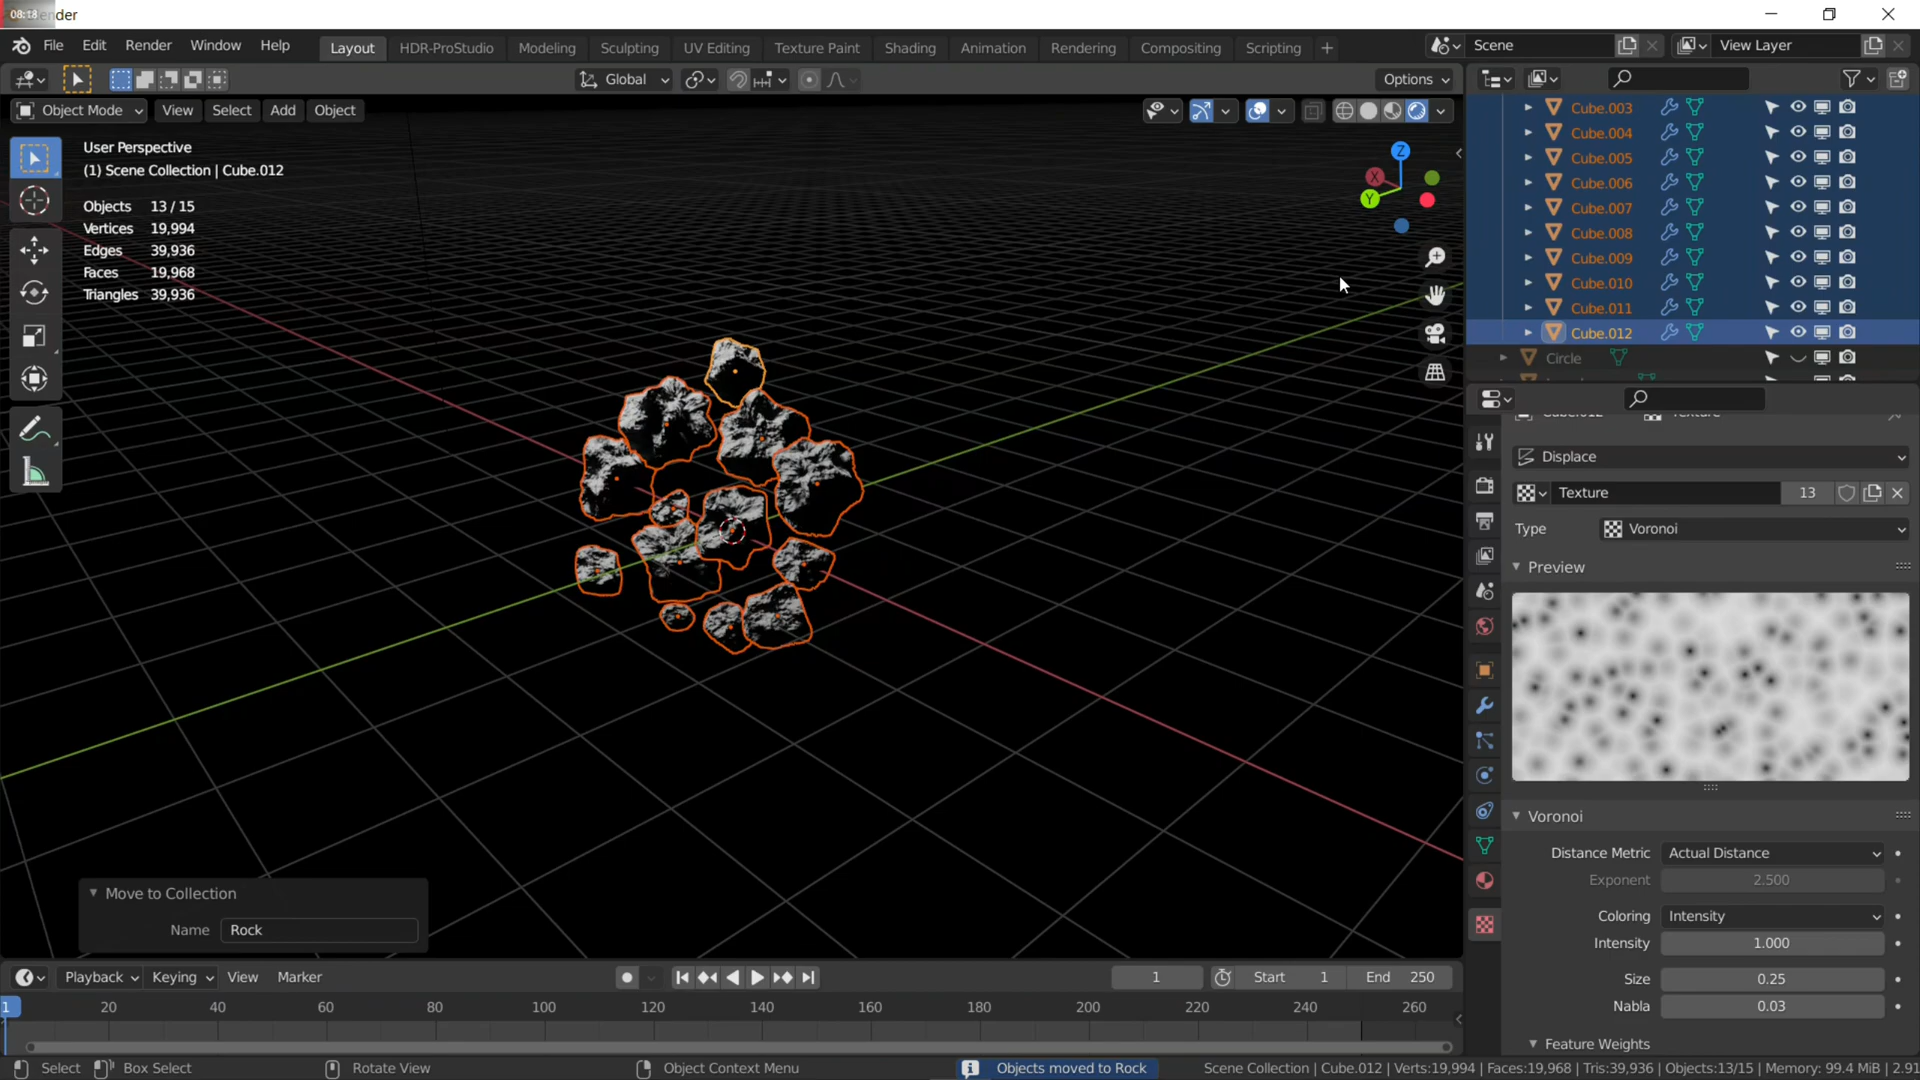 08:18 nder
File Edit Render Window Help Layout HDR-ProStudio Modeling Sculpting UV Editing Texture Paint Shading Animation Rendering Compositing Scripting + Scene View Layer
Global Options
Object Mode View Select Add Object
User Perspective
(1) Scene Collection | Cube.012
Objects 13 / 15
Vertices 19,994
Edges 39,936
Faces 19,968
Triangles 39,936
Z
X
Y
Cube.003
Cube.004
Cube.005
Cube.006
Cube.007
Cube.008
Cube.009
Cube.010
Cube.011
Cube.012
Circle
Displace
Texture 13
Type Voronoi
Preview
Voronoi
Distance Metric Actual Distance
Exponent 2.500
Coloring Intensity
Intensity 1.000
Size 0.25
Nabla 0.03
Feature Weights
Move to Collection
Name Rock
Playback Keying View Marker 1 Start 1 End 250
1 20 40 60 80 100 120 140 160 180 200 220 240 260
Select Box Select Rotate View Object Context Menu Objects moved to Rock Scene Collection | Cube.012 | Verts:19,994 | Faces:19,968 | Tris:39,936 | Objects:13/15 | Memory: 99.4 MiB | 2.91